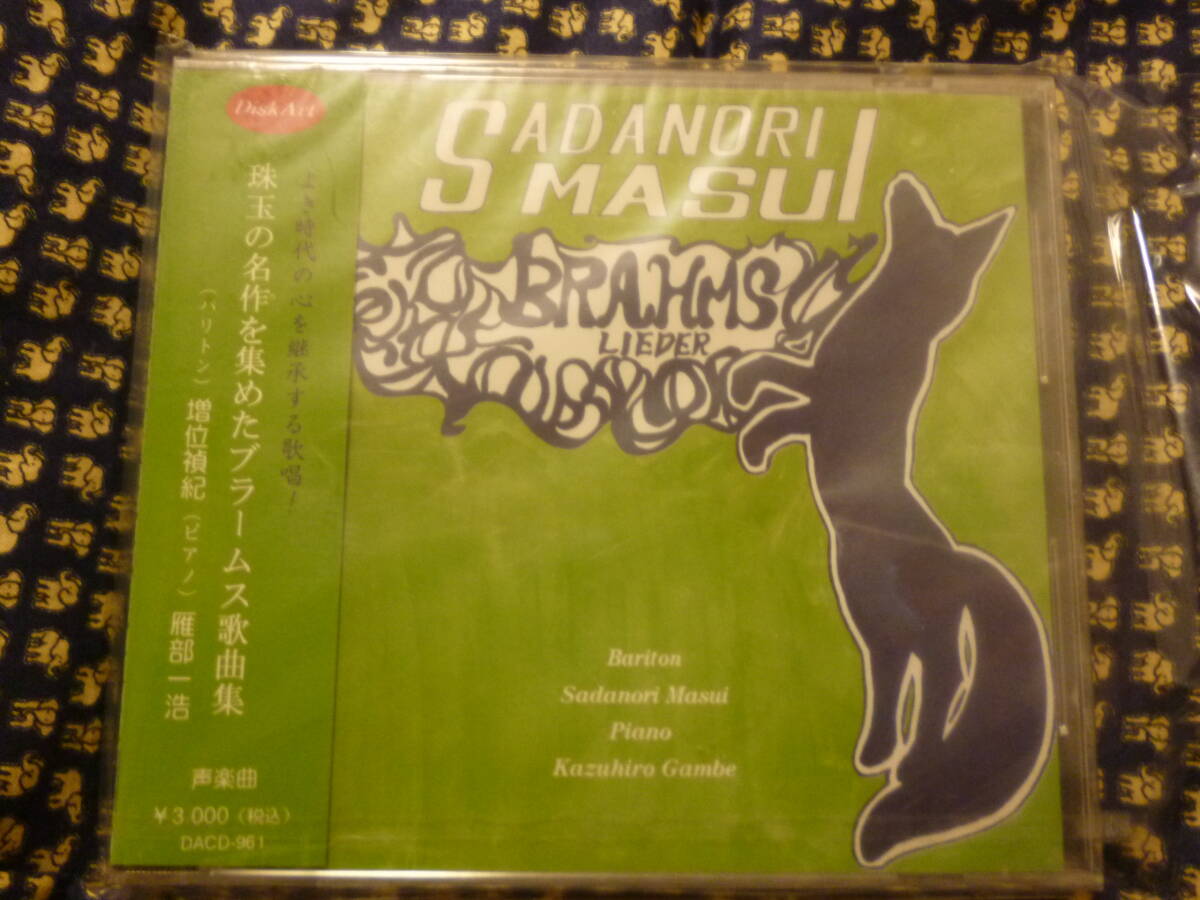 Disk Art
よき時代の心を継承する歌唱!
珠玉の名作を集めたブラームス歌曲集
(バリトン) 増位禎紀 (ピアノ) 雁部一浩
声楽曲
¥3,000(税込)
DACD-961
SADANORI
MASUI
BRAHMS
LIEDER
Bariton
Sadanori Masui
Piano
Kazuhiro Gambe